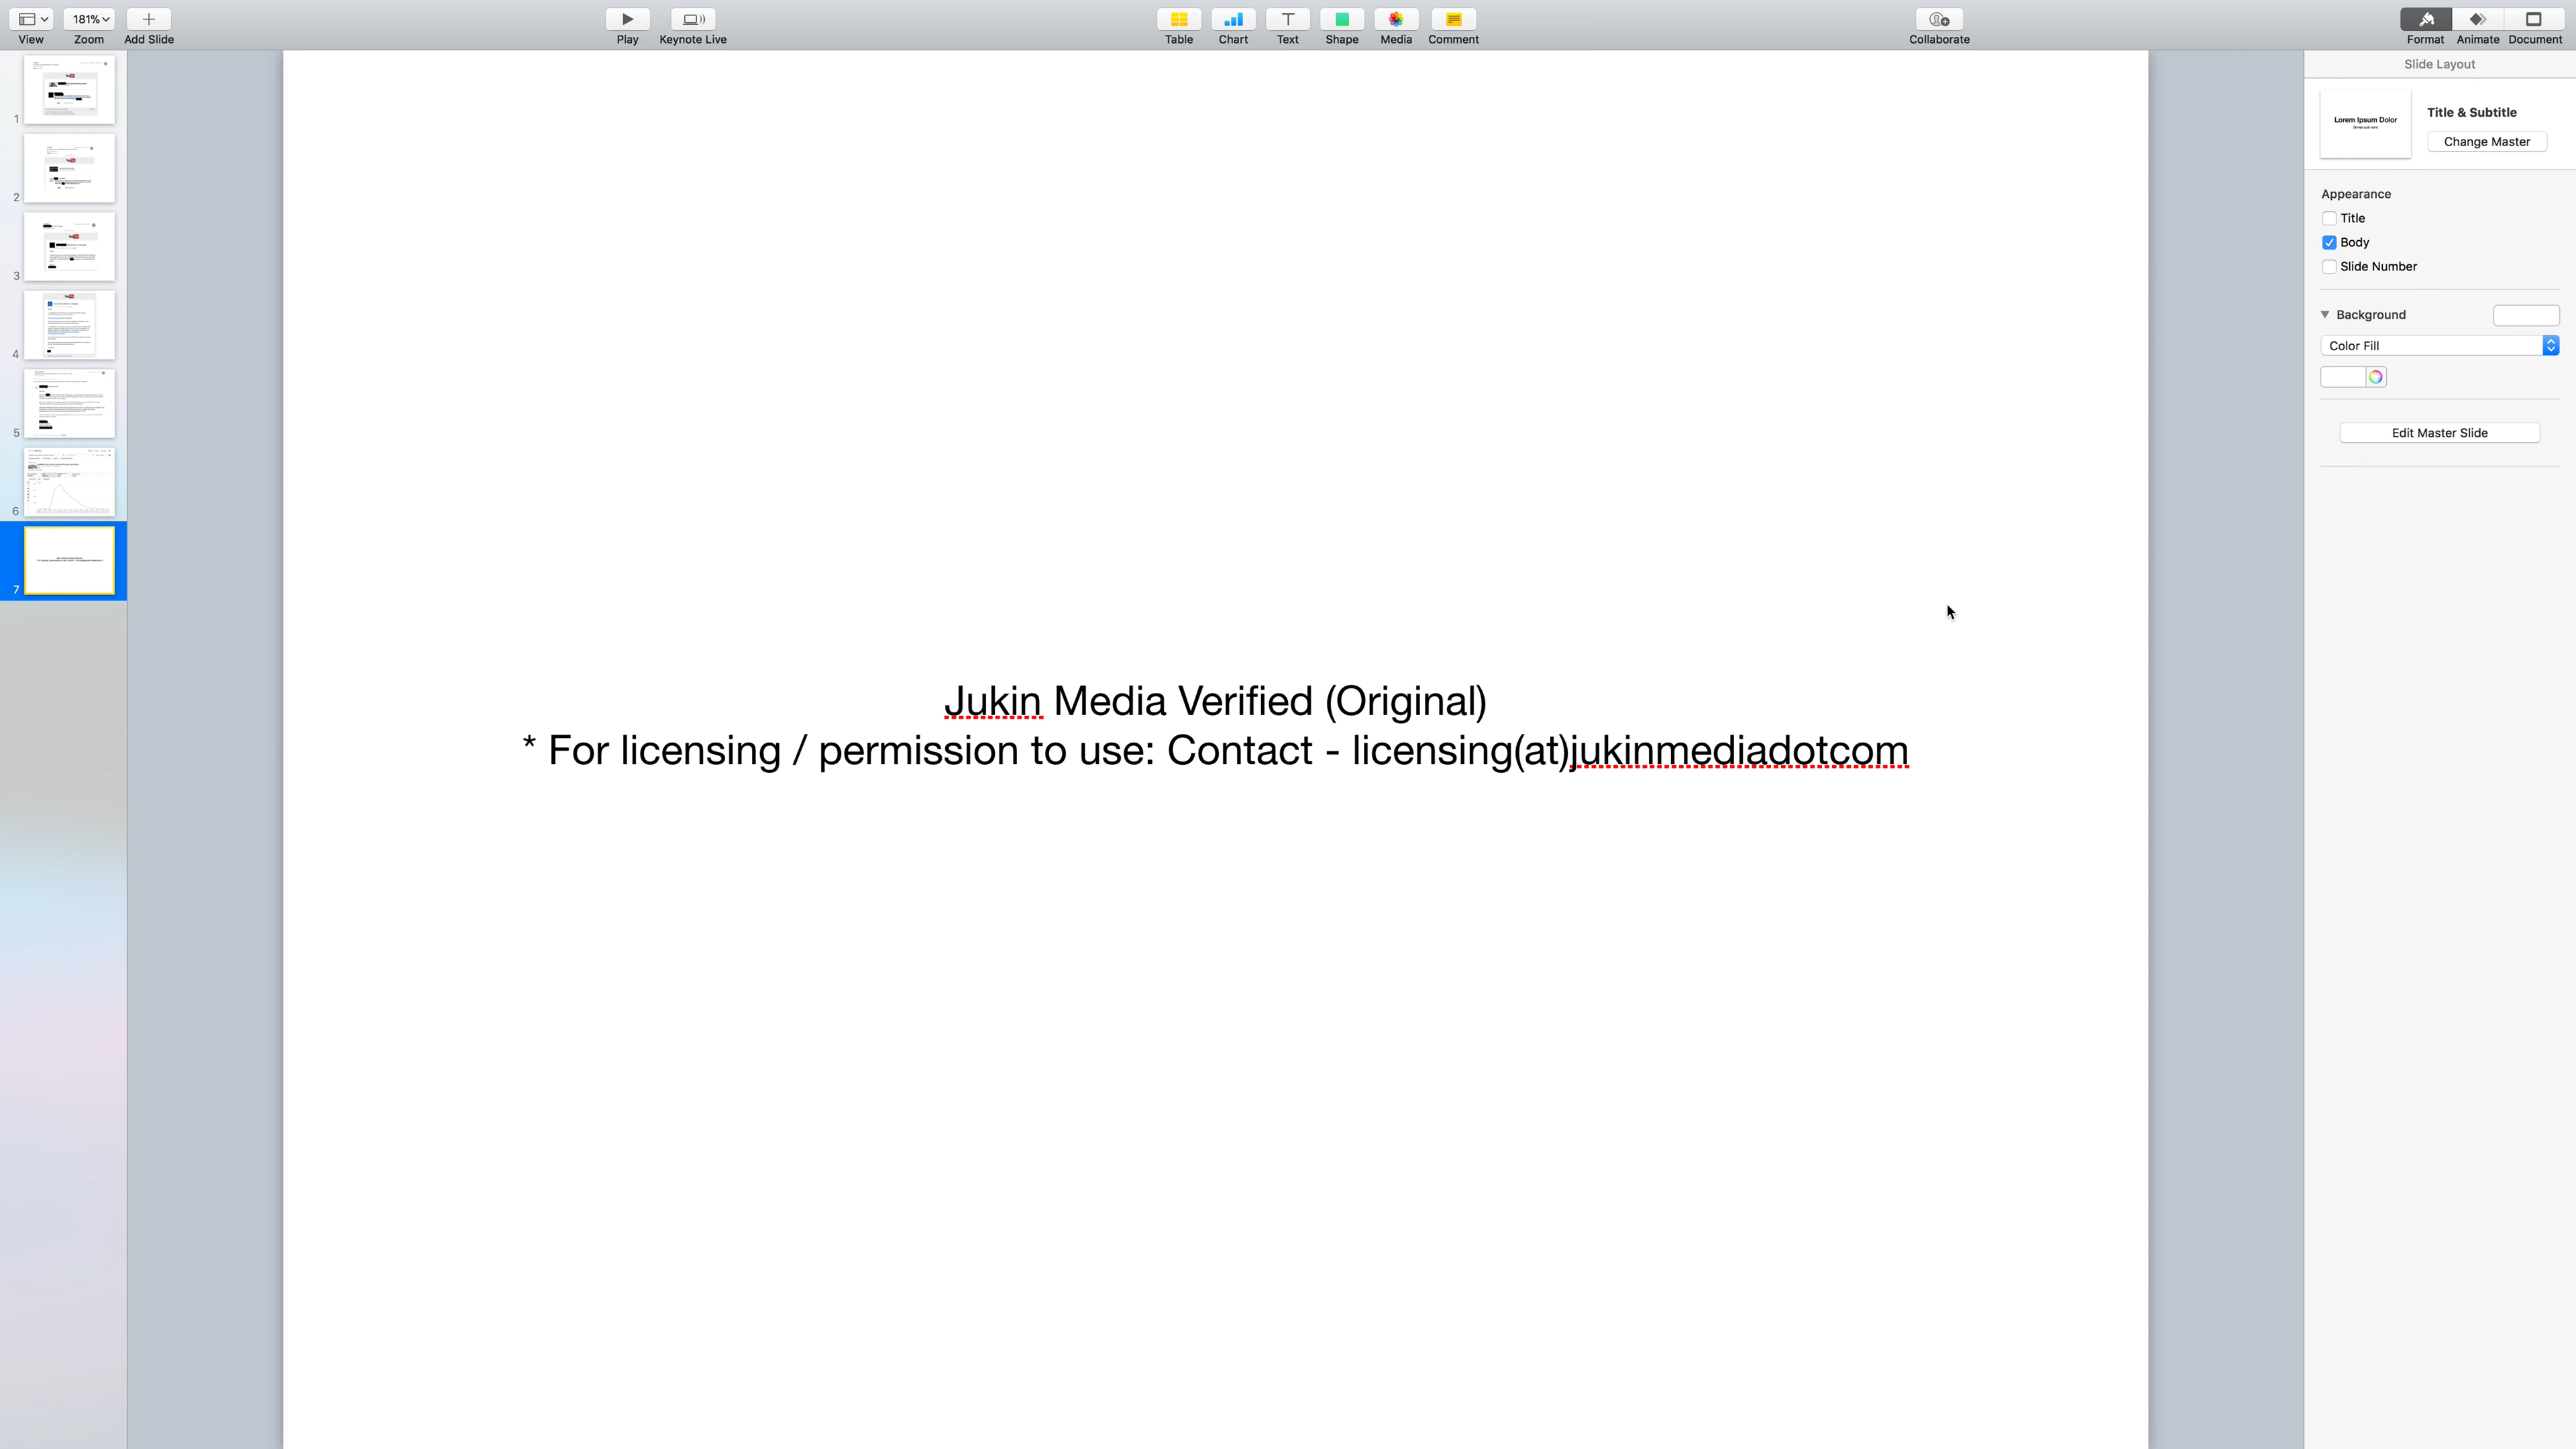 181%
View
Zoom
Add Slide
Play
Keynote Live
Table
Chart
Text
Shape
Media
Comment
Collaborate
Format
Animate
Document
1
2
3
4
5
6
7
Jukin Media Verified (Original)
* For licensing / permission to use: Contact - licensing(at)jukinmediadotcom
Slide Layout
Lorem Ipsum Dolor
Title & Subtitle
Change Master
Appearance
Title
Body
Slide Number
Background
Color Fill
Edit Master Slide